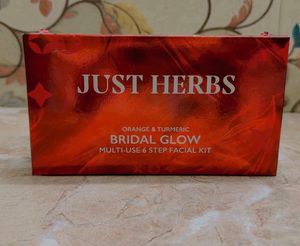 JUST HERBS
ORANGE & TURMERIC
BRIDAL GLOW
MULTI-USE 6 STEP FACIAL KIT